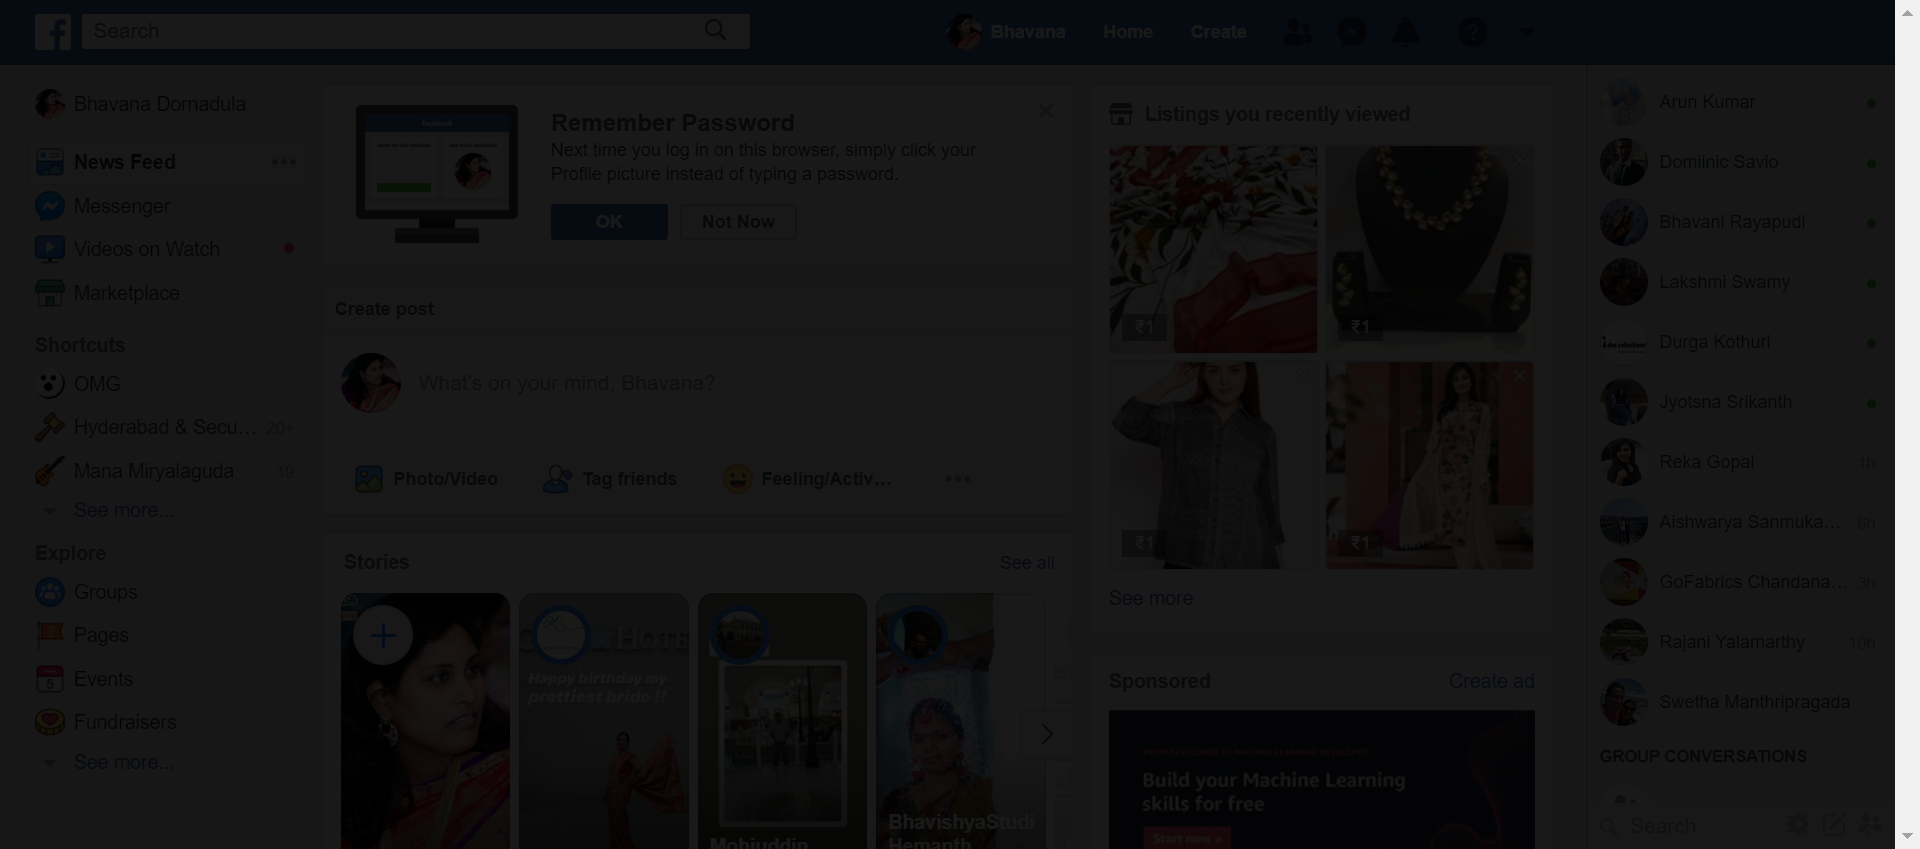 Search
Bhavana
Home
Create
Bhavana Dornadula
News Feed
Messenger
Videos on Watch
Marketplace
Shortcuts
OMG
Hyderabad & Secu... 20+
Mana Miryalaguda 19
See more...
Explore
Groups
Pages
5
Events
Fundraisers
See more...
facebook
Remember Password
Next time you log in on this browser, simply click your
Profile picture instead of typing a password.
OK
Not Now
Create post
What's on your mind, Bhavana?
Photo/Video
Tag friends
Feeling/Activ...
Stories
See all
Happy birthday my
prettiest bride !!
Mohiuddin
BhavishyaStudi
Hemanth
Listings you recently viewed
₹1
₹1
₹1
₹1
See more
Sponsored
Create ad
Build your Machine Learning
skills for free
Start now »
Arun Kumar
Domiinic Savio
Bhavani Rayapudi
Lakshmi Swamy
Durga Kothuri
Jyotsna Srikanth
Reka Gopal 1h
Aishwarya Sanmuka... 6h
GoFabrics Chandana... 3h
Rajani Yalamarthy 10h
Swetha Manthripragada
GROUP CONVERSATIONS
Search